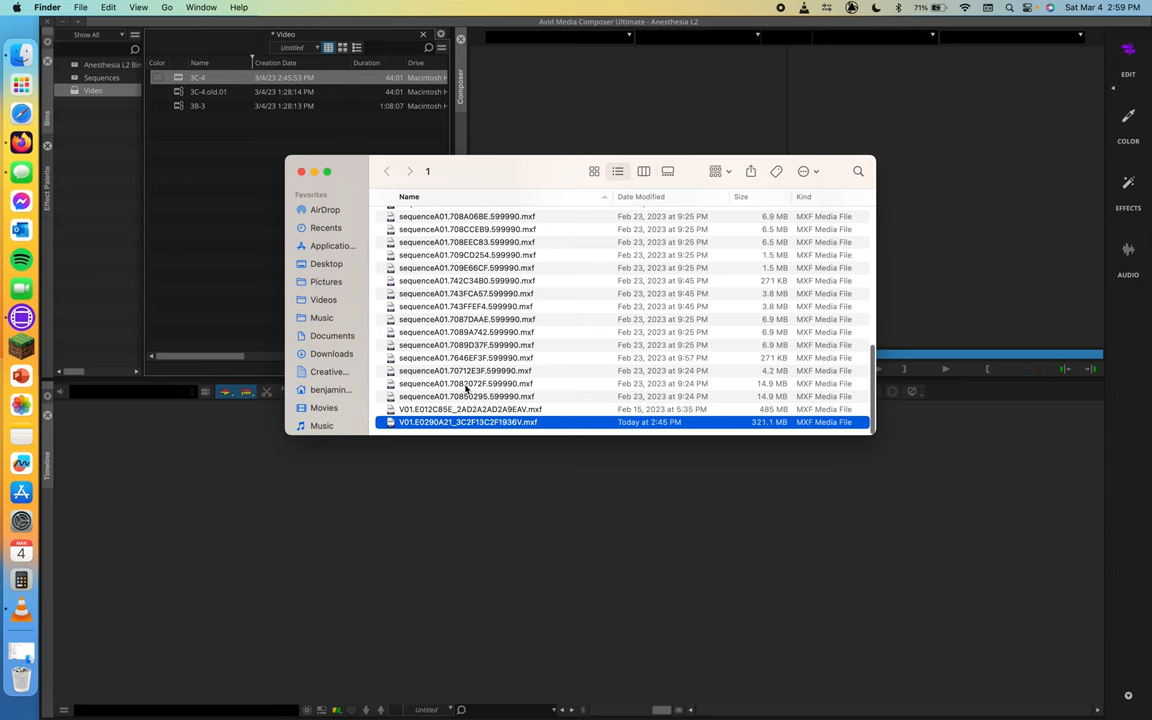 Finder File Edit View Go Window Help 71% Sat Mar 4 2:59 PM
Avid Media Composer Ultimate - Anesthesia L2
Show All
* Video
Untitled
Color Name Creation Date Duration Drive
Anesthesia L2 Bin
Sequences
Video
3C-4 3/4/23 2:45:53 PM 44:01 Macintosh H
3C-4.old.01 3/4/23 1:28:14 PM 44:01 Macintosh H
3B-3 3/4/23 1:28:13 PM 1:08:07 Macintosh H
Bins
Effect Palette
Composer
Timeline
EDIT
COLOR
EFFECTS
AUDIO
1
Favorites
AirDrop
Recents
Applicatio...
Desktop
Pictures
Videos
Music
Documents
Downloads
Creative...
benjamin...
Movies
Music
Name Date Modified Size Kind
sequenceA01.708A06BE.599990.mxf Feb 23, 2023 at 9:25 PM 6.9 MB MXF Media File
sequenceA01.708CCEB9.599990.mxf Feb 23, 2023 at 9:25 PM 6.5 MB MXF Media File
sequenceA01.708EEC83.599990.mxf Feb 23, 2023 at 9:25 PM 6.5 MB MXF Media File
sequenceA01.709CD254.599990.mxf Feb 23, 2023 at 9:25 PM 1.5 MB MXF Media File
sequenceA01.709E66CF.599990.mxf Feb 23, 2023 at 9:25 PM 1.5 MB MXF Media File
sequenceA01.742C34B0.599990.mxf Feb 23, 2023 at 9:45 PM 271 KB MXF Media File
sequenceA01.743FCA57.599990.mxf Feb 23, 2023 at 9:45 PM 3.8 MB MXF Media File
sequenceA01.743FFEF4.599990.mxf Feb 23, 2023 at 9:45 PM 3.8 MB MXF Media File
sequenceA01.7087DAAE.599990.mxf Feb 23, 2023 at 9:25 PM 6.9 MB MXF Media File
sequenceA01.7089A742.599990.mxf Feb 23, 2023 at 9:25 PM 6.9 MB MXF Media File
sequenceA01.7089D37F.599990.mxf Feb 23, 2023 at 9:25 PM 6.9 MB MXF Media File
sequenceA01.7646EF3F.599990.mxf Feb 23, 2023 at 9:57 PM 271 KB MXF Media File
sequenceA01.70712E3F.599990.mxf Feb 23, 2023 at 9:24 PM 4.2 MB MXF Media File
sequenceA01.7082072F.599990.mxf Feb 23, 2023 at 9:24 PM 14.9 MB MXF Media File
sequenceA01.70850295.599990.mxf Feb 23, 2023 at 9:24 PM 14.9 MB MXF Media File
V01.E012C85E_2AD2A2AD2A9EAV.mxf Feb 15, 2023 at 5:35 PM 485 MB MXF Media File
V01.E0290A21_3C2F13C2F1936V.mxf Today at 2:45 PM 321.1 MB MXF Media File
MAR
4
Untitled